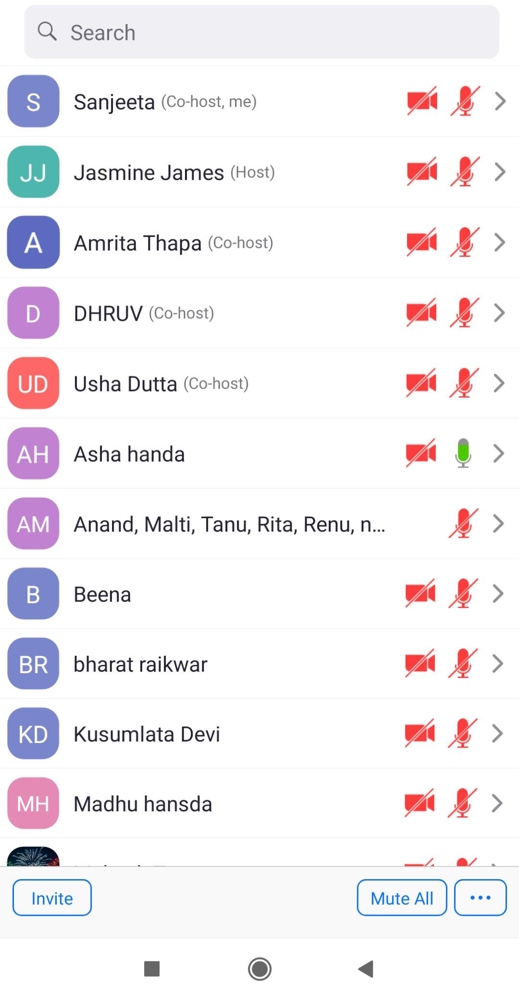 Search
S Sanjeeta (Co-host, me)
JJ Jasmine James (Host)
A Amrita Thapa (Co-host)
D DHRUV (Co-host)
UD Usha Dutta (Co-host)
AH Asha handa
AM Anand, Malti, Tanu, Rita, Renu, n...
B Beena
BR bharat raikwar
KD Kusumlata Devi
MH Madhu hansda
Invite Mute All ...